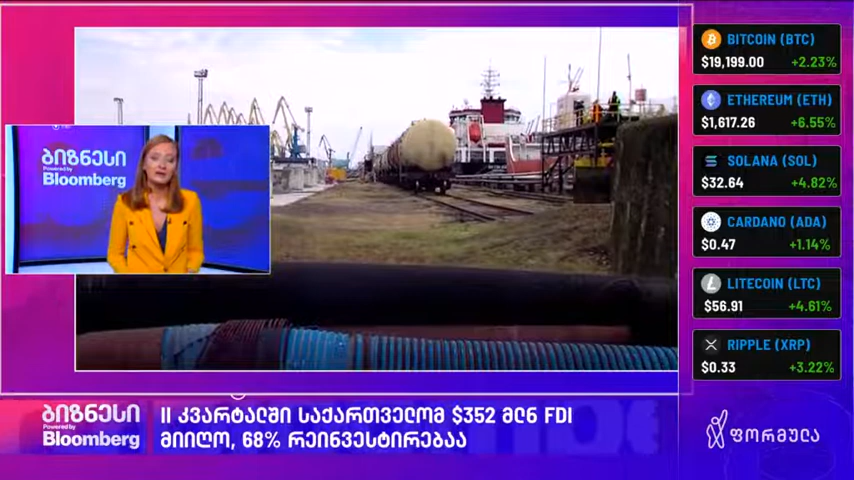 ბიზნესი
Powered by
Bloomberg
BITCOIN (BTC)
$19,199.00 +2.23%
ETHEREUM (ETH)
$1,617.26 +6.55%
SOLANA (SOL)
$32.64 +4.82%
CARDANO (ADA)
$0.47 +1.14%
LITECOIN (LTC)
$56.91 +4.61%
RIPPLE (XRP)
$0.33 +3.22%
ბიზნესი
Powered by
Bloomberg
II კვარტალში საქართველომ $352 მლნ FDI
მიიღო, 68% რეინვესტირებაა
ფორმულა